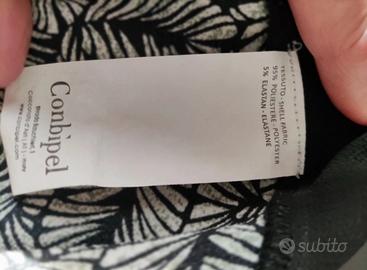 TESSUTO - SHELL FABRIC
95% POLIESTERE - POLYESTER
5% ELASTAN - ELASTANE
Conbipel
subito